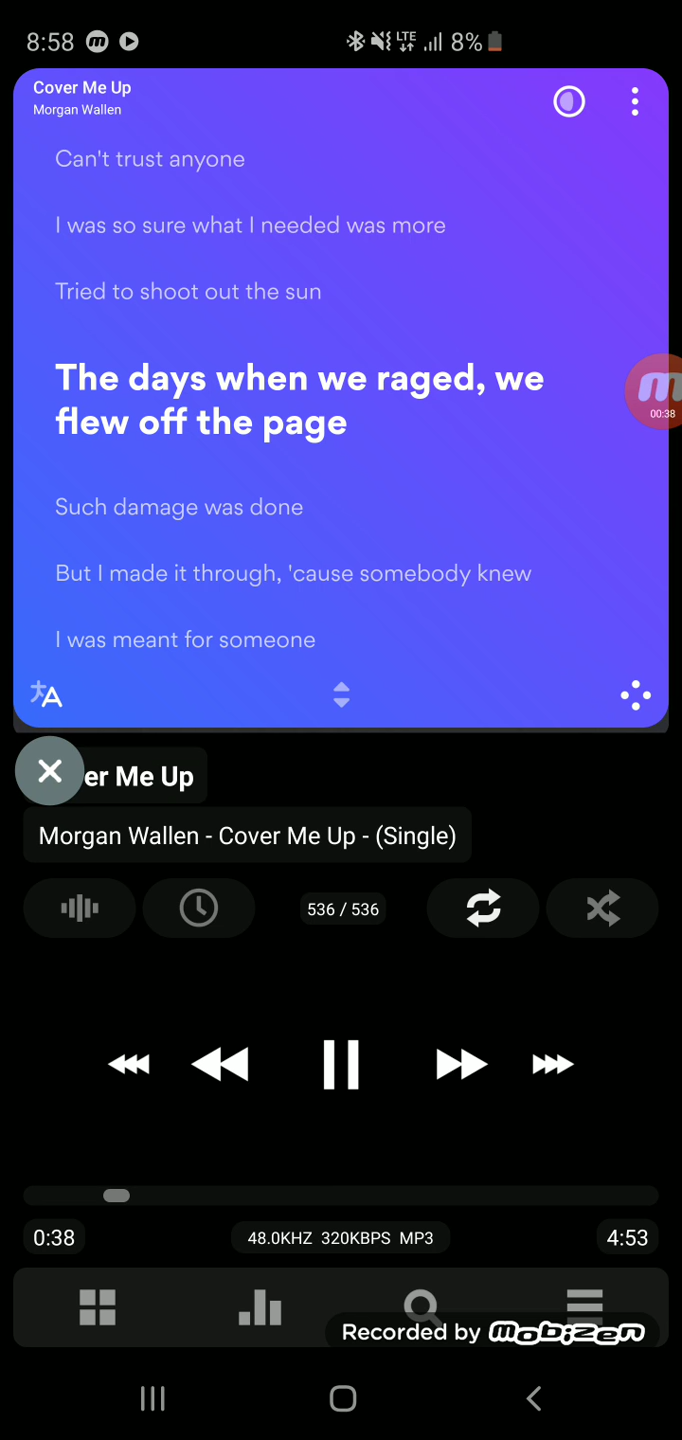 8:58 m LTE 8%
Cover Me Up
Morgan Wallen
Can't trust anyone
I was so sure what I needed was more
Tried to shoot out the sun
The days when we raged, we
flew off the page
m
00:38
Such damage was done
But I made it through, 'cause somebody knew
I was meant for someone
文A
er Me Up
Morgan Wallen - Cover Me Up - (Single)
536 / 536
0:38 48.0KHZ 320KBPS MP3 4:53
Recorded by mobizen